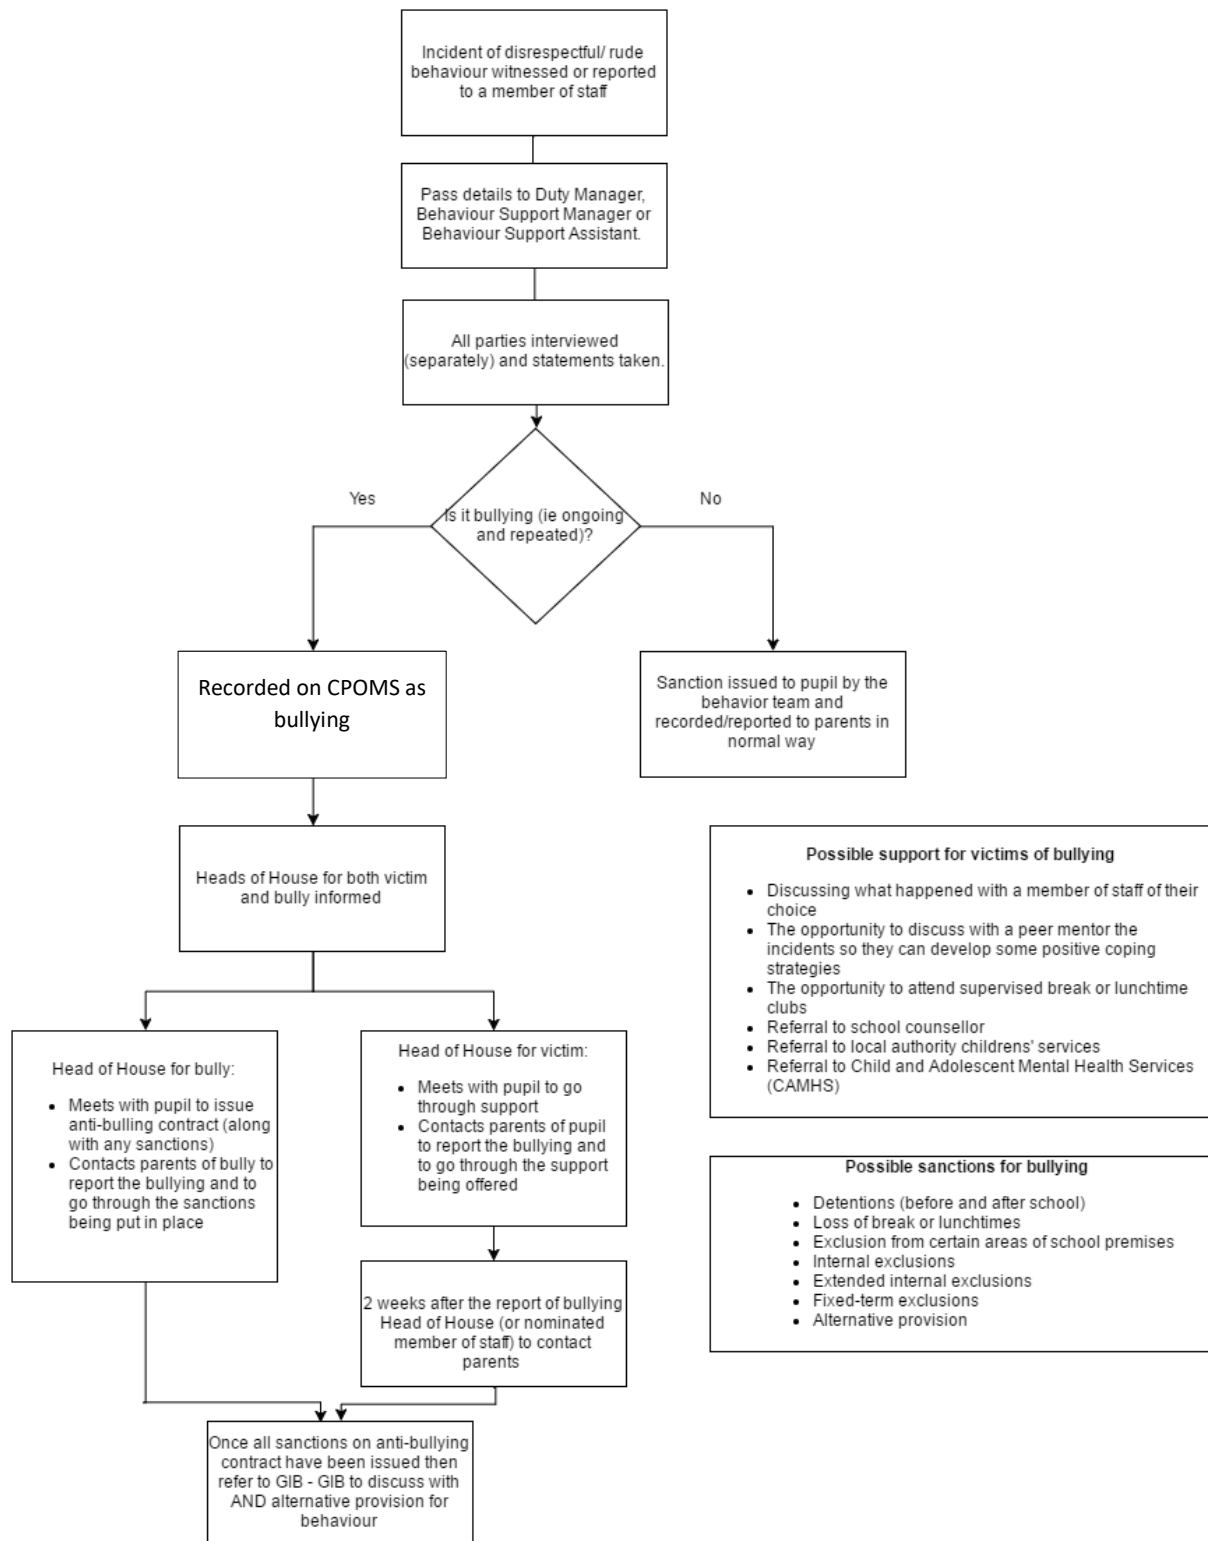 Incident of disrespectful/ rude
behaviour witnessed or reported
to a member of staff
Pass details to Duty Manager,
Behaviour Support Manager or
Behaviour Support Assistant.
All parties interviewed
(separately) and statements taken.
Is it bullying (ie ongoing
and repeated)?
Yes
No
Recorded on CPOMS as
bullying
Sanction issued to pupil by the
behavior team and
recorded/reported to parents in
normal way
Heads of House for both victim
and bully informed
Head of House for bully:
• Meets with pupil to issue
anti-bulling contract (along
with any sanctions)
• Contacts parents of bully to
report the bullying and to
go through the sanctions
being put in place
Head of House for victim:
• Meets with pupil to go
through support
• Contacts parents of pupil
to report the bullying and
to go through the support
being offered
2 weeks after the report of bullying
Head of House (or nominated
member of staff) to contact
parents
Once all sanctions on anti-bullying
contract have been issued then
refer to GIB - GIB to discuss with
AND alternative provision for
behaviour
Possible support for victims of bullying
• Discussing what happened with a member of staff of their
choice
• The opportunity to discuss with a peer mentor the
incidents so they can develop some positive coping
strategies
• The opportunity to attend supervised break or lunchtime
clubs
• Referral to school counsellor
• Referral to local authority childrens' services
• Referral to Child and Adolescent Mental Health Services
(CAMHS)
Possible sanctions for bullying
• Detentions (before and after school)
• Loss of break or lunchtimes
• Exclusion from certain areas of school premises
• Internal exclusions
• Extended internal exclusions
• Fixed-term exclusions
• Alternative provision